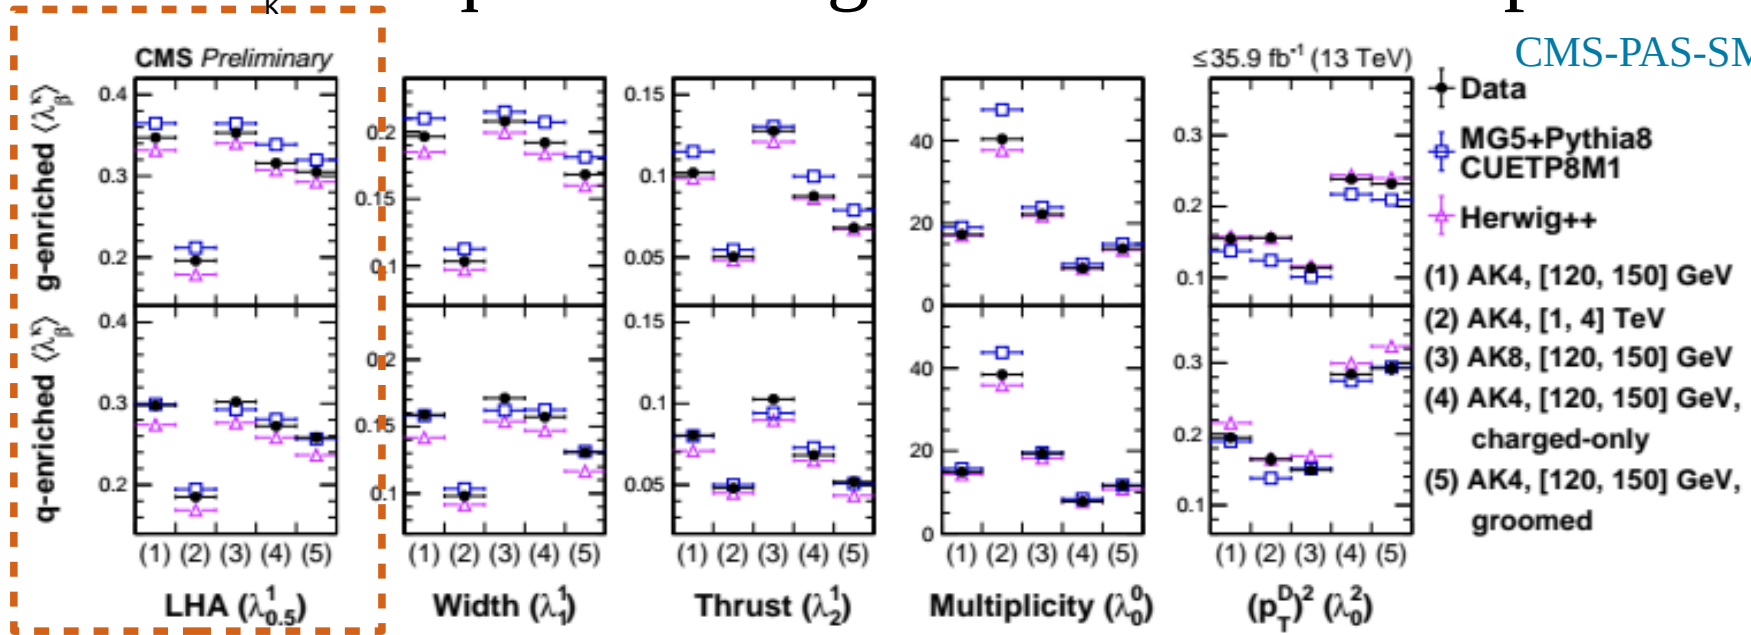 κ
CMS Preliminary
≤35.9 fb⁻¹ (13 TeV)
CMS-PAS-SM
g-enriched ⟨λ^κ_β⟩
q-enriched ⟨λ^κ_β⟩
0.4
0.3
0.2
0.4
0.3
0.2
0.2
0.15
0.1
0.2
0.15
0.1
0.15
0.1
0.05
0.15
0.1
0.05
40
20
0
40
20
0
0.3
0.2
0.1
0.3
0.2
0.1
(1) (2) (3) (4) (5)
(1) (2) (3) (4) (5)
(1) (2) (3) (4) (5)
(1) (2) (3) (4) (5)
(1) (2) (3) (4) (5)
LHA (λ¹₀.₅)
Width (λ¹₁)
Thrust (λ¹₂)
Multiplicity (λ⁰₀)
(p_T^D)² (λ²₀)
Data
MG5+Pythia8
CUETP8M1
Herwig++
(1) AK4, [120, 150] GeV
(2) AK4, [1, 4] TeV
(3) AK8, [120, 150] GeV
(4) AK4, [120, 150] GeV,
charged-only
(5) AK4, [120, 150] GeV,
groomed